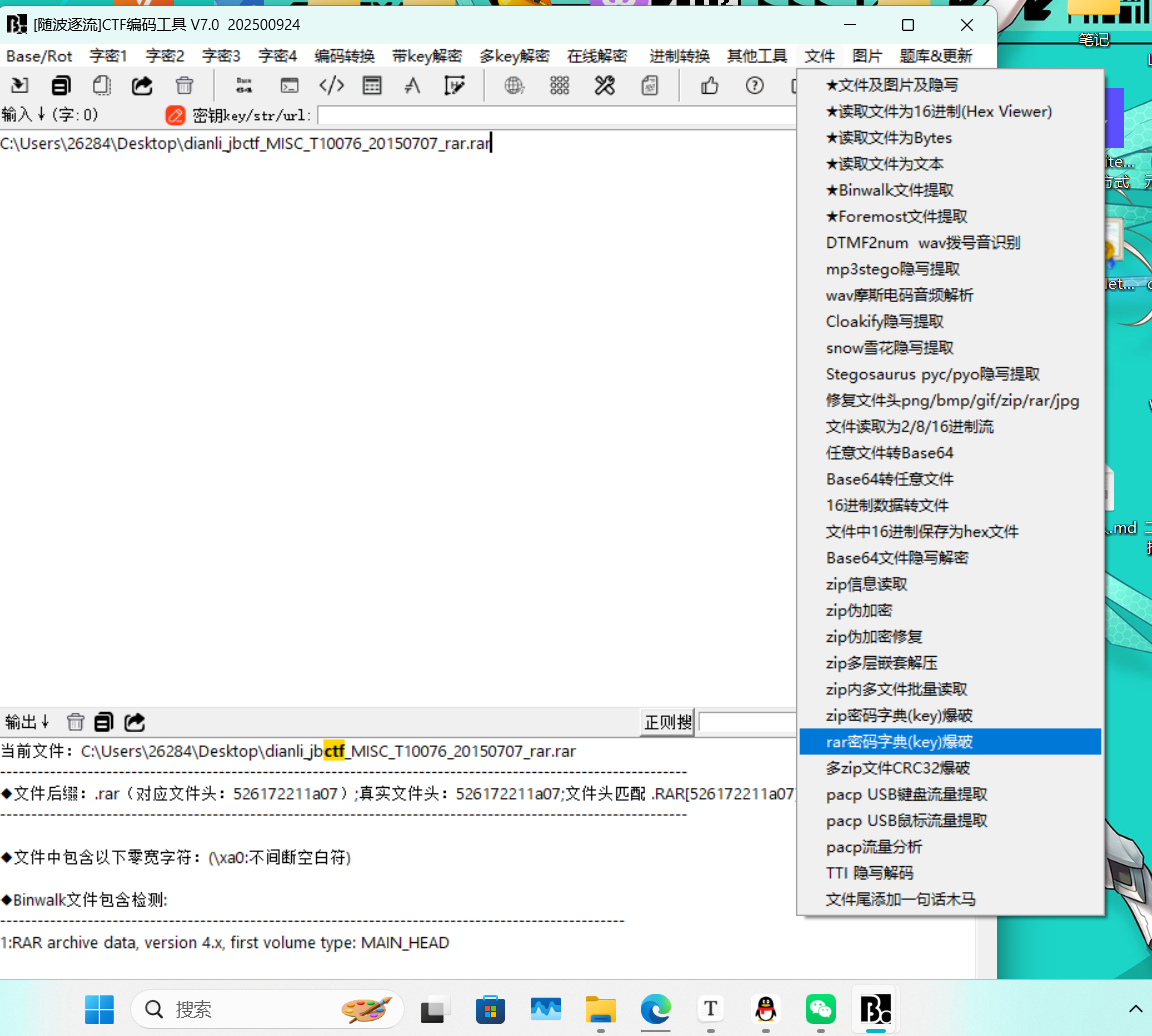 [随波逐流]CTF编码工具 V7.0 202500924
笔记
Base/Rot 字密1 字密2 字密3 字密4 编码转换 带key解密 多key解密 在线解密 进制转换 其他工具 文件 图片 题库&更新
输入↓(字:0) 密钥key/str/url:
C:\Users\26284\Desktop\dianli_jbctf_MISC_T10076_20150707_rar.rar
★文件及图片及隐写
★读取文件为16进制(Hex Viewer)
★读取文件为Bytes
★读取文件为文本
★Binwalk文件提取
★Foremost文件提取
DTMF2num wav拨号音识别
mp3stego隐写提取
wav摩斯电码音频解析
Cloakify隐写提取
snow雪花隐写提取
Stegosaurus pyc/pyo隐写提取
修复文件头png/bmp/gif/zip/rar/jpg
文件读取为2/8/16进制流
任意文件转Base64
Base64转任意文件
16进制数据转文件
文件中16进制保存为hex文件
Base64文件隐写解密
zip信息读取
zip伪加密
zip伪加密修复
zip多层嵌套解压
zip内多文件批量读取
zip密码字典(key)爆破
rar密码字典(key)爆破
多zip文件CRC32爆破
pacp USB键盘流量提取
pacp USB鼠标流量提取
pacp流量分析
TTI 隐写解码
文件尾添加一句话木马
.md
输出↓ 正则搜
当前文件：C:\Users\26284\Desktop\dianli_jbctf_MISC_T10076_20150707_rar.rar
◆文件后缀：.rar（对应文件头：526172211a07）;真实文件头：526172211a07;文件头匹配 .RAR[526172211a07]
◆文件中包含以下零宽字符：(\xa0:不间断空白符)
◆Binwalk文件包含检测:
1:RAR archive data, version 4.x, first volume type: MAIN_HEAD
搜索